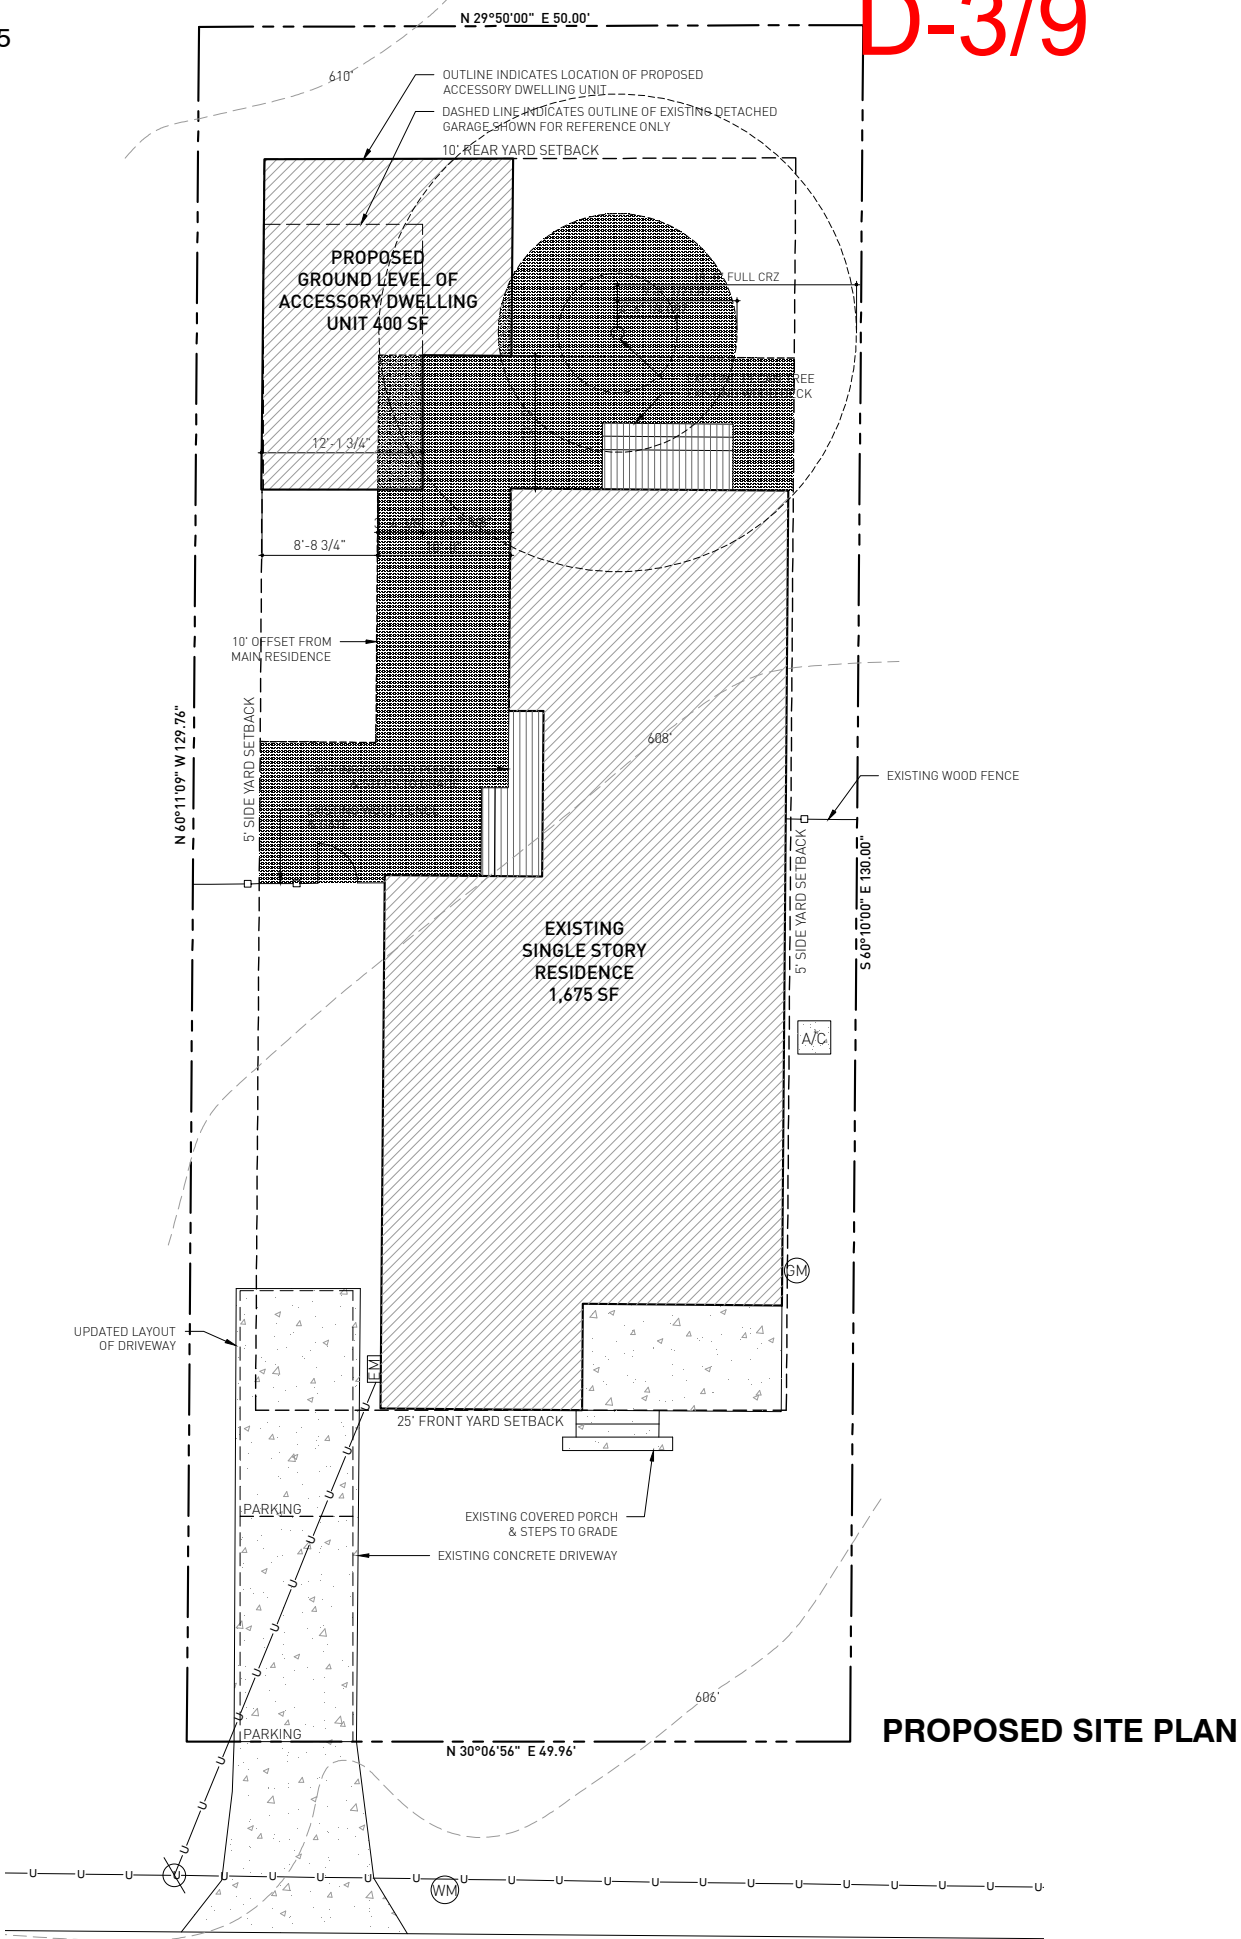 5
D-3/9
N 29°50'00" E 50.00'
610'
OUTLINE INDICATES LOCATION OF PROPOSED
ACCESSORY DWELLING UNIT
DASHED LINE INDICATES OUTLINE OF EXISTING DETACHED
GARAGE SHOWN FOR REFERENCE ONLY
10' REAR YARD SETBACK
PROPOSED
GROUND LEVEL OF
ACCESSORY DWELLING
UNIT 400 SF
FULL CRZ
12'-1 3/4"
8'-8 3/4"
10' OFFSET FROM
MAIN RESIDENCE
N 60°11'09" W 129.76"
5' SIDE YARD SETBACK
608'
EXISTING WOOD FENCE
5' SIDE YARD SETBACK
S 60°10'00" E 130.00"
EXISTING
SINGLE STORY
RESIDENCE
1,675 SF
A/C
GM
UPDATED LAYOUT
OF DRIVEWAY
EM
25' FRONT YARD SETBACK
PARKING
EXISTING COVERED PORCH
& STEPS TO GRADE
EXISTING CONCRETE DRIVEWAY
606'
PARKING
N 30°06'56" E 49.96'
PROPOSED SITE PLAN
U U U U U U U U U
U U U U U U U U U U U U U U U U U U U U U U
WM